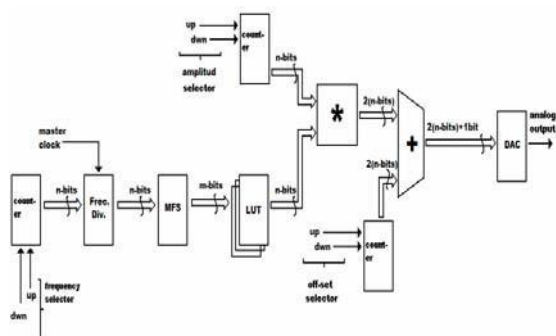 up
dwn
count-
er
amplitud
selector
n-bits
*
2(n-bits)
+
2(n-bits)+1bit
DAC
analog
output
master
clock
2(n-bits)
count-
er
n-bits
Frec.
Div.
n-bits
MFS
m-bits
LUT
n-bits
up
dwn
count-
er
off-set
selector
dwn
up
frequency
selector